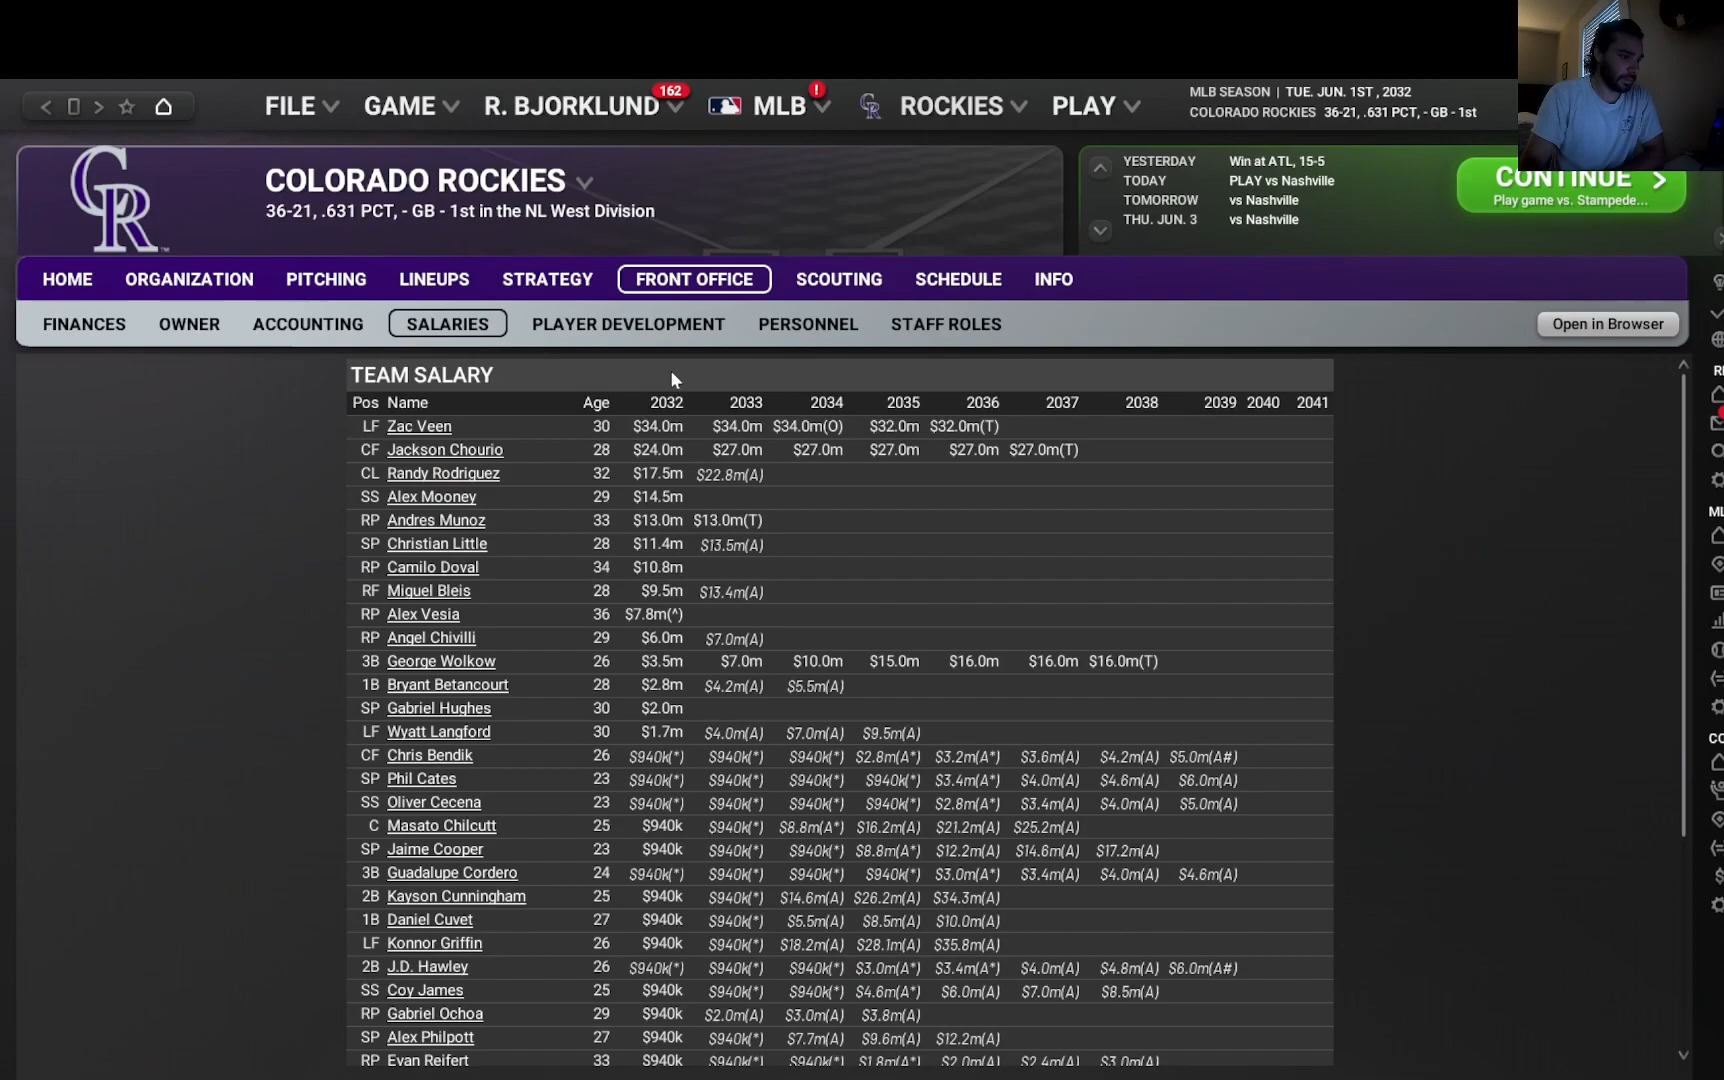 FILE GAME R. BJORKLUND 162 MLB ! ROCKIES PLAY
MLB SEASON | TUE. JUN. 1ST , 2032
COLORADO ROCKIES 36-21, .631 PCT, - GB - 1st
CR
COLORADO ROCKIES
36-21, .631 PCT, - GB - 1st in the NL West Division
YESTERDAY Win at ATL, 15-5
TODAY PLAY vs Nashville
TOMORROW vs Nashville
THU. JUN. 3 vs Nashville
CONTINUE
Play game vs. Stampede...
HOME ORGANIZATION PITCHING LINEUPS STRATEGY FRONT OFFICE SCOUTING SCHEDULE INFO
FINANCES OWNER ACCOUNTING SALARIES PLAYER DEVELOPMENT PERSONNEL STAFF ROLES Open in Browser
TEAM SALARY
Pos Name Age 2032 2033 2034 2035 2036 2037 2038 2039 2040 2041
LF Zac Veen 30 $34.0m $34.0m $34.0m(O) $32.0m $32.0m(T)
CF Jackson Chourio 28 $24.0m $27.0m $27.0m $27.0m $27.0m $27.0m(T)
CL Randy Rodriguez 32 $17.5m $22.8m(A)
SS Alex Mooney 29 $14.5m
RP Andres Munoz 33 $13.0m $13.0m(T)
SP Christian Little 28 $11.4m $13.5m(A)
RP Camilo Doval 34 $10.8m
RF Miguel Bleis 28 $9.5m $13.4m(A)
RP Alex Vesia 36 $7.8m(^)
RP Angel Chivilli 29 $6.0m $7.0m(A)
3B George Wolkow 26 $3.5m $7.0m $10.0m $15.0m $16.0m $16.0m $16.0m(T)
1B Bryant Betancourt 28 $2.8m $4.2m(A) $5.5m(A)
SP Gabriel Hughes 30 $2.0m
LF Wyatt Langford 30 $1.7m $4.0m(A) $7.0m(A) $9.5m(A)
CF Chris Bendik 26 $940k(*) $940k(*) $940k(*) $2.8m(A*) $3.2m(A*) $3.6m(A) $4.2m(A) $5.0m(A#)
SP Phil Cates 23 $940k(*) $940k(*) $940k(*) $940k(*) $3.4m(A*) $4.0m(A) $4.6m(A) $6.0m(A)
SS Oliver Cecena 23 $940k(*) $940k(*) $940k(*) $940k(*) $2.8m(A*) $3.4m(A) $4.0m(A) $5.0m(A)
C Masato Chilcutt 25 $940k $940k(*) $8.8m(A*) $16.2m(A) $21.2m(A) $25.2m(A)
SP Jaime Cooper 23 $940k $940k(*) $940k(*) $8.8m(A*) $12.2m(A) $14.6m(A) $17.2m(A)
3B Guadalupe Cordero 24 $940k(*) $940k(*) $940k(*) $940k(*) $3.0m(A*) $3.4m(A) $4.0m(A) $4.6m(A)
2B Kayson Cunningham 25 $940k $940k(*) $14.6m(A) $26.2m(A) $34.3m(A)
1B Daniel Cuvet 27 $940k $940k(*) $5.5m(A) $8.5m(A) $10.0m(A)
LF Konnor Griffin 26 $940k $940k(*) $18.2m(A) $28.1m(A) $35.8m(A)
2B J.D. Hawley 26 $940k(*) $940k(*) $940k(*) $3.0m(A*) $3.4m(A*) $4.0m(A) $4.8m(A) $6.0m(A#)
SS Coy James 25 $940k $940k(*) $940k(*) $4.6m(A*) $6.0m(A) $7.0m(A) $8.5m(A)
RP Gabriel Ochoa 29 $940k $2.0m(A) $3.0m(A) $3.8m(A)
SP Alex Philpott 27 $940k $940k(*) $7.7m(A) $9.6m(A) $12.2m(A)
RP Evan Reifert 33 $940k $940k(*) $940k(*) $1.8m(A*) $2.0m(A) $2.4m(A) $3.0m(A)